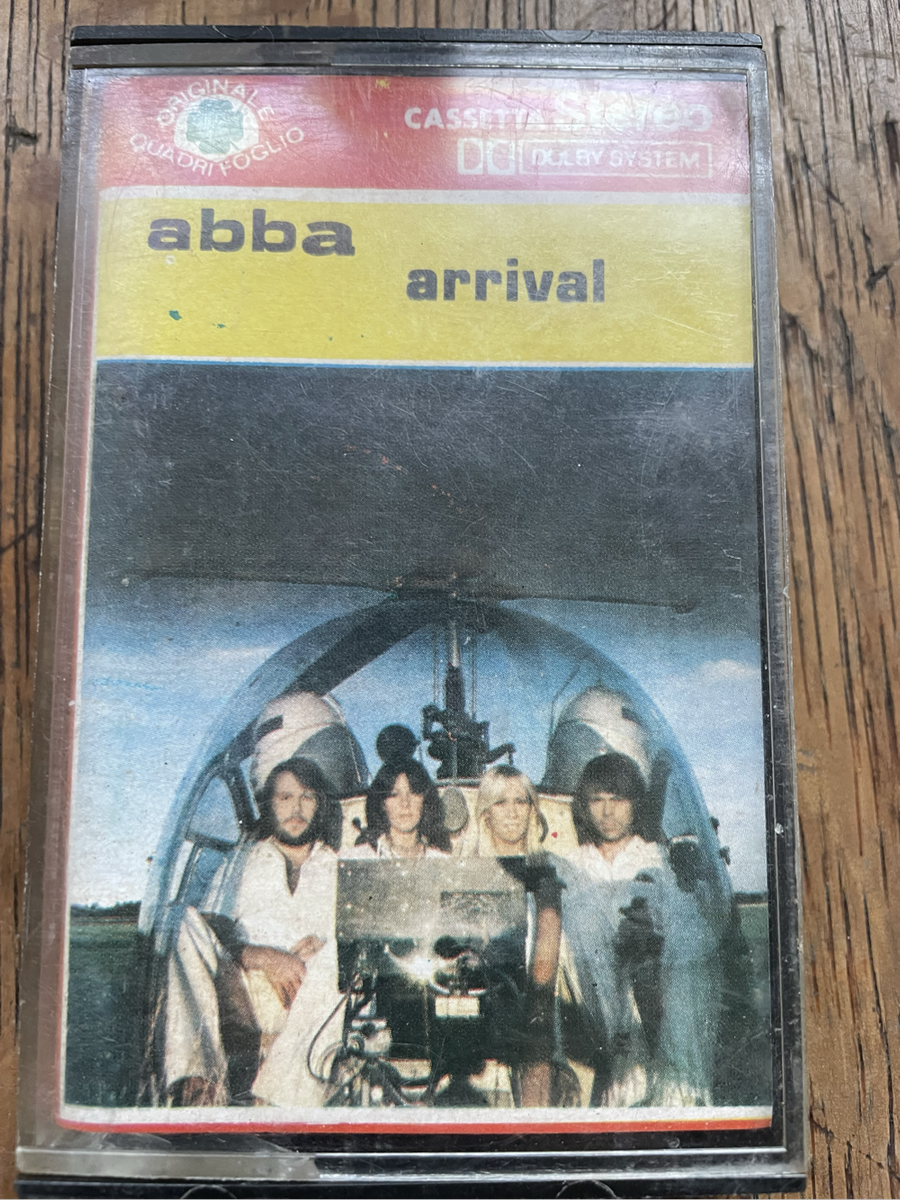 ORIGINALE
QUADRIFOGLIO
CASSETTA Stereo
DOLBY SYSTEM
abba
arrival